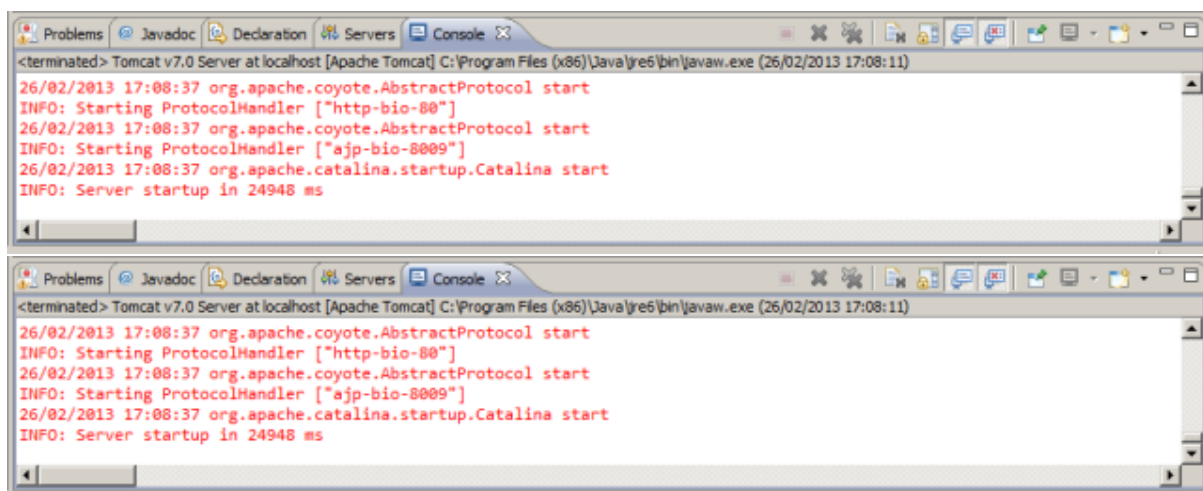 Problems Javadoc Declaration Servers Console
<terminated> Tomcat v7.0 Server at localhost [Apache Tomcat] C:\Program Files (x86)\Java\jre6\bin\javaw.exe (26/02/2013 17:08:11)
26/02/2013 17:08:37 org.apache.coyote.AbstractProtocol start
INFO: Starting ProtocolHandler ["http-bio-80"]
26/02/2013 17:08:37 org.apache.coyote.AbstractProtocol start
INFO: Starting ProtocolHandler ["ajp-bio-8009"]
26/02/2013 17:08:37 org.apache.catalina.startup.Catalina start
INFO: Server startup in 24948 ms
Problems Javadoc Declaration Servers Console
<terminated> Tomcat v7.0 Server at localhost [Apache Tomcat] C:\Program Files (x86)\Java\jre6\bin\javaw.exe (26/02/2013 17:08:11)
26/02/2013 17:08:37 org.apache.coyote.AbstractProtocol start
INFO: Starting ProtocolHandler ["http-bio-80"]
26/02/2013 17:08:37 org.apache.coyote.AbstractProtocol start
INFO: Starting ProtocolHandler ["ajp-bio-8009"]
26/02/2013 17:08:37 org.apache.catalina.startup.Catalina start
INFO: Server startup in 24948 ms